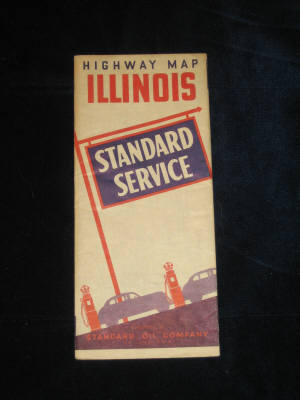 HIGHWAY MAP
ILLINOIS
STANDARD
SERVICE
STANDARD OIL COMPANY